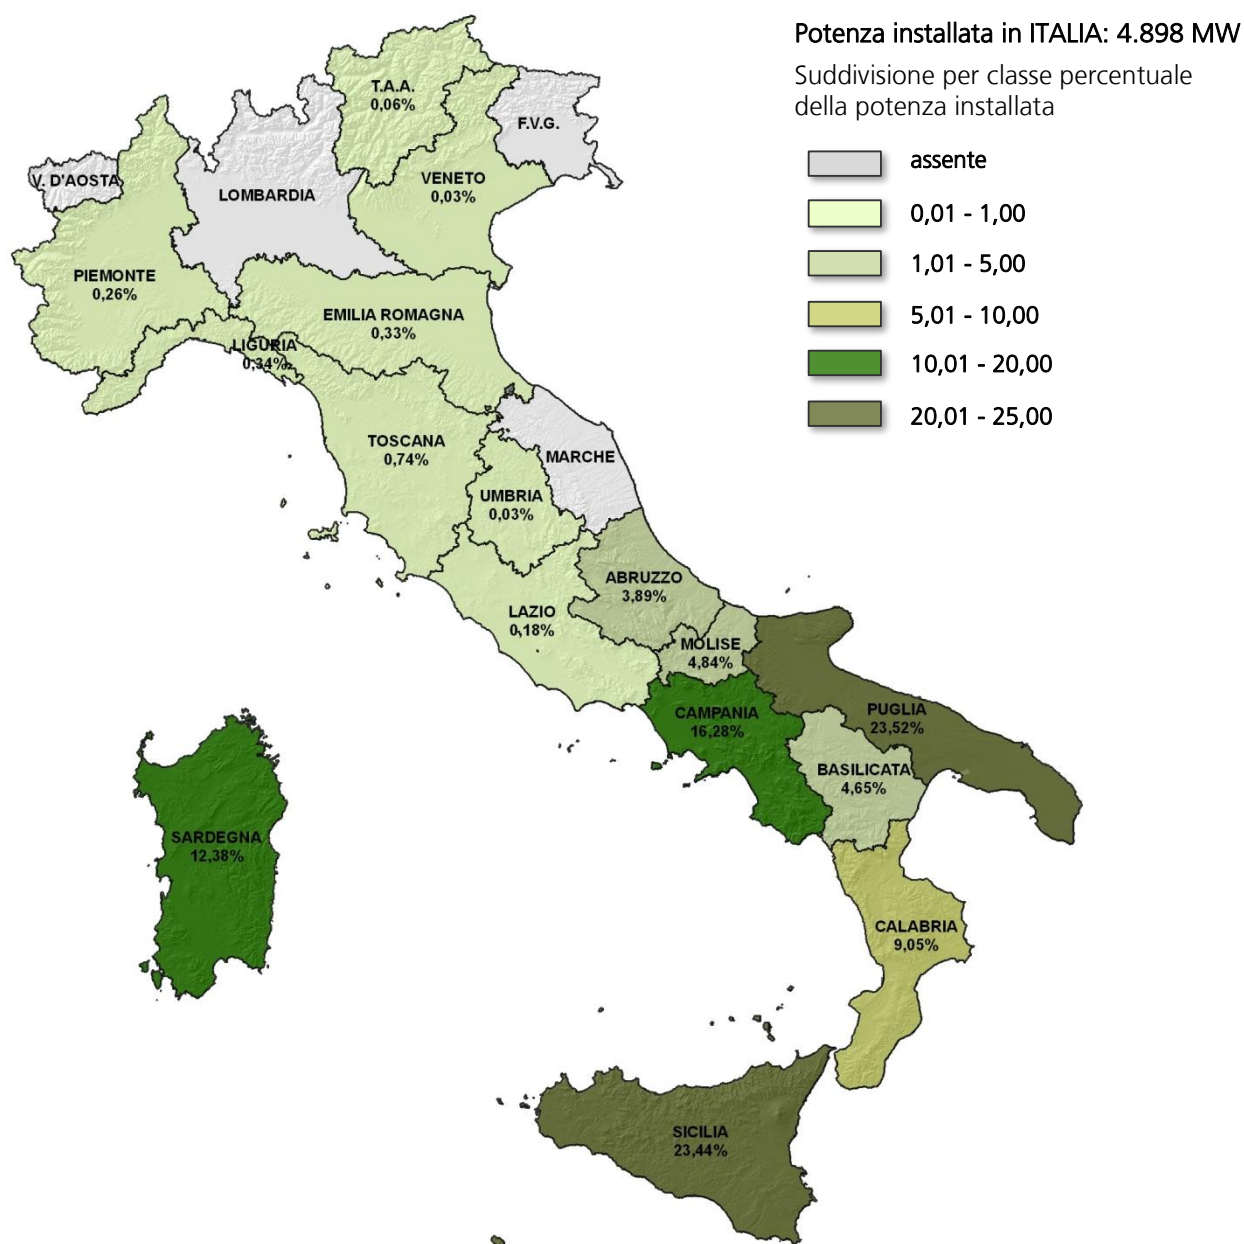 Potenza installata in ITALIA: 4.898 MW
Suddivisione per classe percentuale
della potenza installata
assente
0,01 - 1,00
1,01 - 5,00
5,01 - 10,00
10,01 - 20,00
20,01 - 25,00
T.A.A.
0,06%
F.V.G.
V. D'AOSTA
LOMBARDIA
VENETO
0,03%
PIEMONTE
0,26%
EMILIA ROMAGNA
0,33%
LIGURIA
0,34%
TOSCANA
0,74%
MARCHE
UMBRIA
0,03%
ABRUZZO
3,89%
LAZIO
0,18%
MOLISE
4,84%
CAMPANIA
16,28%
PUGLIA
23,52%
BASILICATA
4,65%
SARDEGNA
12,38%
CALABRIA
9,05%
SICILIA
23,44%